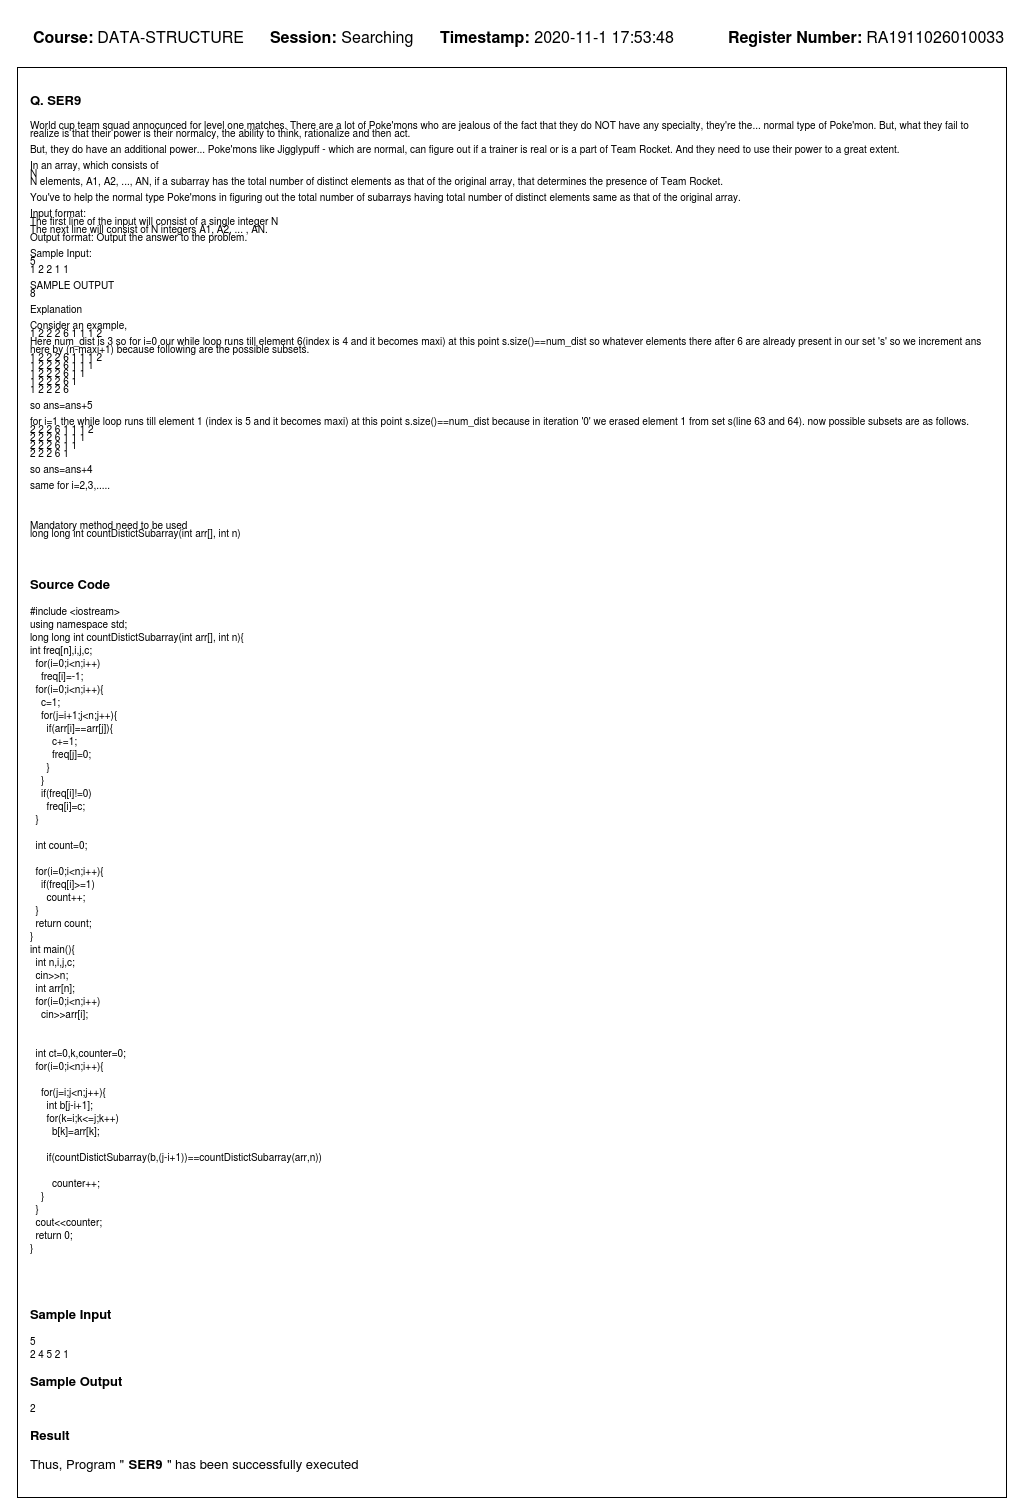 Course: DATA-STRUCTURE Session: Searching Timestamp: 2020-11-1 17:53:48 Register Number: RA1911026010033
Q. SER9
World cup team squad annocunced for level one matches. There are a lot of Poke'mons who are jealous of the fact that they do NOT have any specialty, they're the... normal type of Poke'mon. But, what they fail to
realize is that their power is their normalcy, the ability to think, rationalize and then act.
But, they do have an additional power... Poke'mons like Jigglypuff - which are normal, can figure out if a trainer is real or is a part of Team Rocket. And they need to use their power to a great extent.
In an array, which consists of
N
N elements, A1, A2, ..., AN, if a subarray has the total number of distinct elements as that of the original array, that determines the presence of Team Rocket.
You've to help the normal type Poke'mons in figuring out the total number of subarrays having total number of distinct elements same as that of the original array.
Input format:
The first line of the input will consist of a single integer N
The next line will consist of N integers A1, A2, ... , AN.
Output format: Output the answer to the problem.
Sample Input:
5
1 2 2 1 1
SAMPLE OUTPUT
8
Explanation
Consider an example,
1 2 2 2 6 1 1 1 2
Here num_dist is 3 so for i=0 our while loop runs till element 6(index is 4 and it becomes maxi) at this point s.size()==num_dist so whatever elements there after 6 are already present in our set 's' so we increment ans
here by (n-maxi+1) because following are the possible subsets.
1 2 2 2 6 1 1 1 2
1 2 2 2 6 1 1 1
1 2 2 2 6 1 1
1 2 2 2 6 1
1 2 2 2 6
so ans=ans+5
for i=1 the while loop runs till element 1 (index is 5 and it becomes maxi) at this point s.size()==num_dist because in iteration '0' we erased element 1 from set s(line 63 and 64). now possible subsets are as follows.
2 2 2 6 1 1 1 2
2 2 2 6 1 1 1
2 2 2 6 1 1
2 2 2 6 1
so ans=ans+4
same for i=2,3,.....
Mandatory method need to be used
long long int countDistictSubarray(int arr[], int n)
Source Code
#include <iostream>
using namespace std;
long long int countDistictSubarray(int arr[], int n){
int freq[n],i,j,c;
for(i=0;i<n;i++)
freq[i]=-1;
for(i=0;i<n;i++){
c=1;
for(j=i+1;j<n;j++){
if(arr[i]==arr[j]){
c+=1;
freq[j]=0;
}
}
if(freq[i]!=0)
freq[i]=c;
}
int count=0;
for(i=0;i<n;i++){
if(freq[i]>=1)
count++;
}
return count;
}
int main(){
int n,i,j,c;
cin>>n;
int arr[n];
for(i=0;i<n;i++)
cin>>arr[i];
int ct=0,k,counter=0;
for(i=0;i<n;i++){
for(j=i;j<n;j++){
int b[j-i+1];
for(k=i;k<=j;k++)
b[k]=arr[k];
if(countDistictSubarray(b,(j-i+1))==countDistictSubarray(arr,n))
counter++;
}
}
cout<<counter;
return 0;
}
Sample Input
5
2 4 5 2 1
Sample Output
2
Result
Thus, Program " SER9 " has been successfully executed